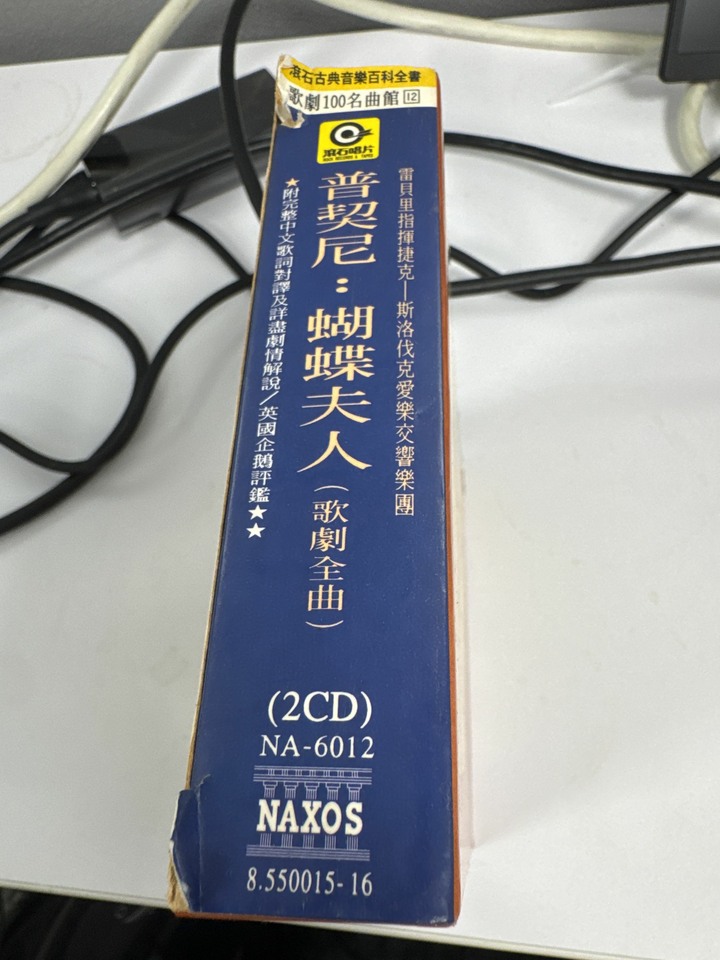 滾石古典音樂百科全書
歌劇100名曲館 12
滾石唱片
ROCK RECORDS & TAPES
雷貝里指揮捷克—斯洛伐克愛樂交響樂團
普契尼：蝴蝶夫人（歌劇全曲）
★附完整中文歌詞對譯及詳盡劇情解說／英國企鵝評鑑★★
(2CD)
NA-6012
NAXOS
8.550015-16